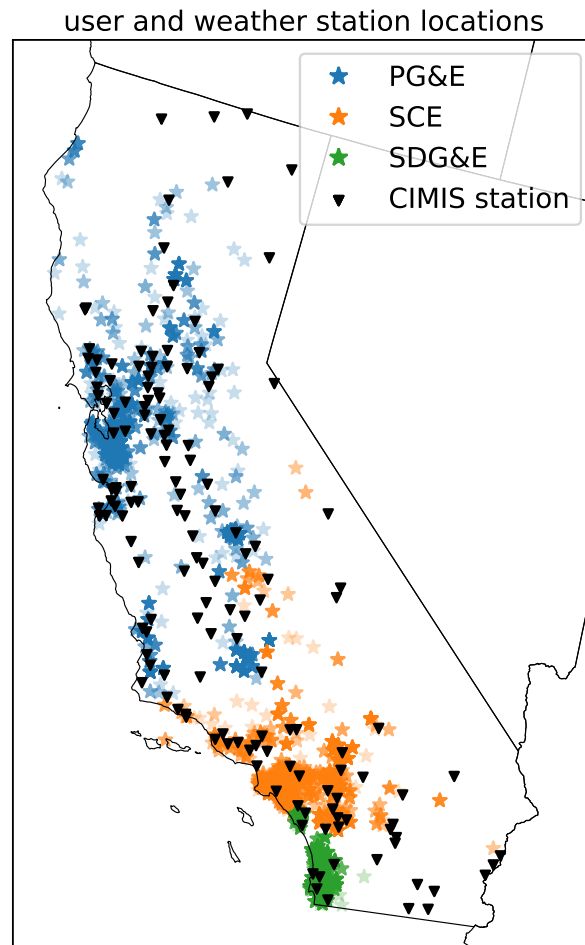 user and weather station locations
PG&E
SCE
SDG&E
CIMIS station